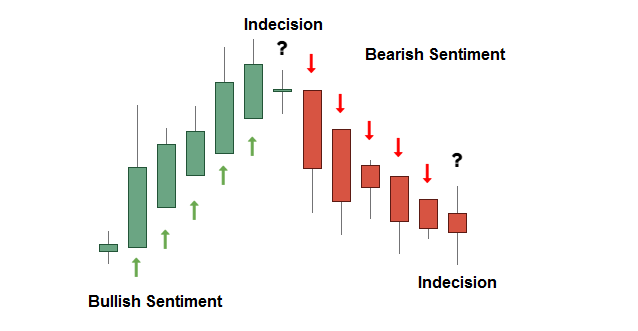 Indecision
?
Bearish Sentiment
?
Indecision
Bullish Sentiment